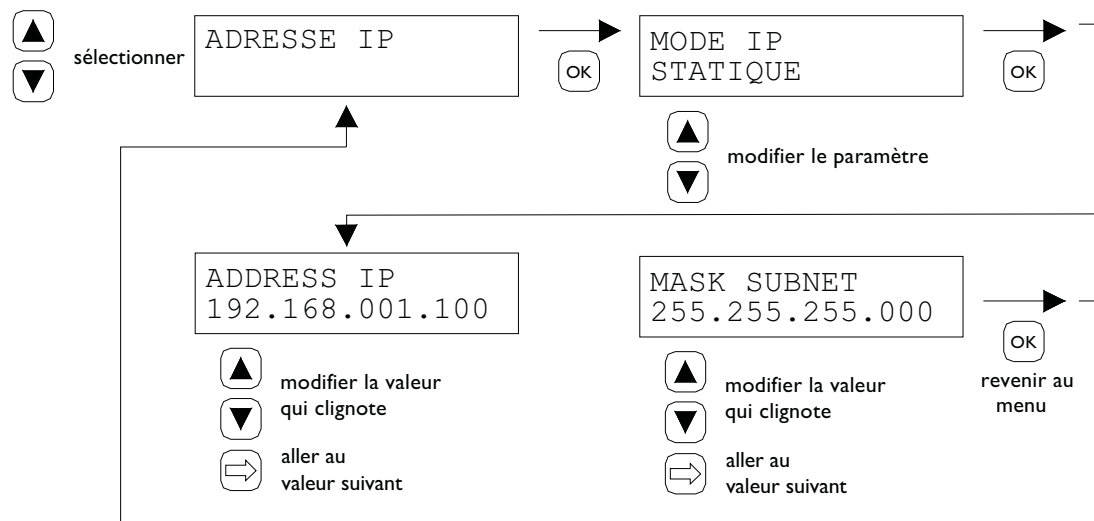 sélectionner
ADRESSE IP
OK
MODE IP
STATIQUE
OK
modifier le paramètre
ADDRESS IP
192.168.001.100
modifier la valeur
qui clignote
aller au
valeur suivant
MASK SUBNET
255.255.255.000
modifier la valeur
qui clignote
aller au
valeur suivant
OK
revenir au
menu